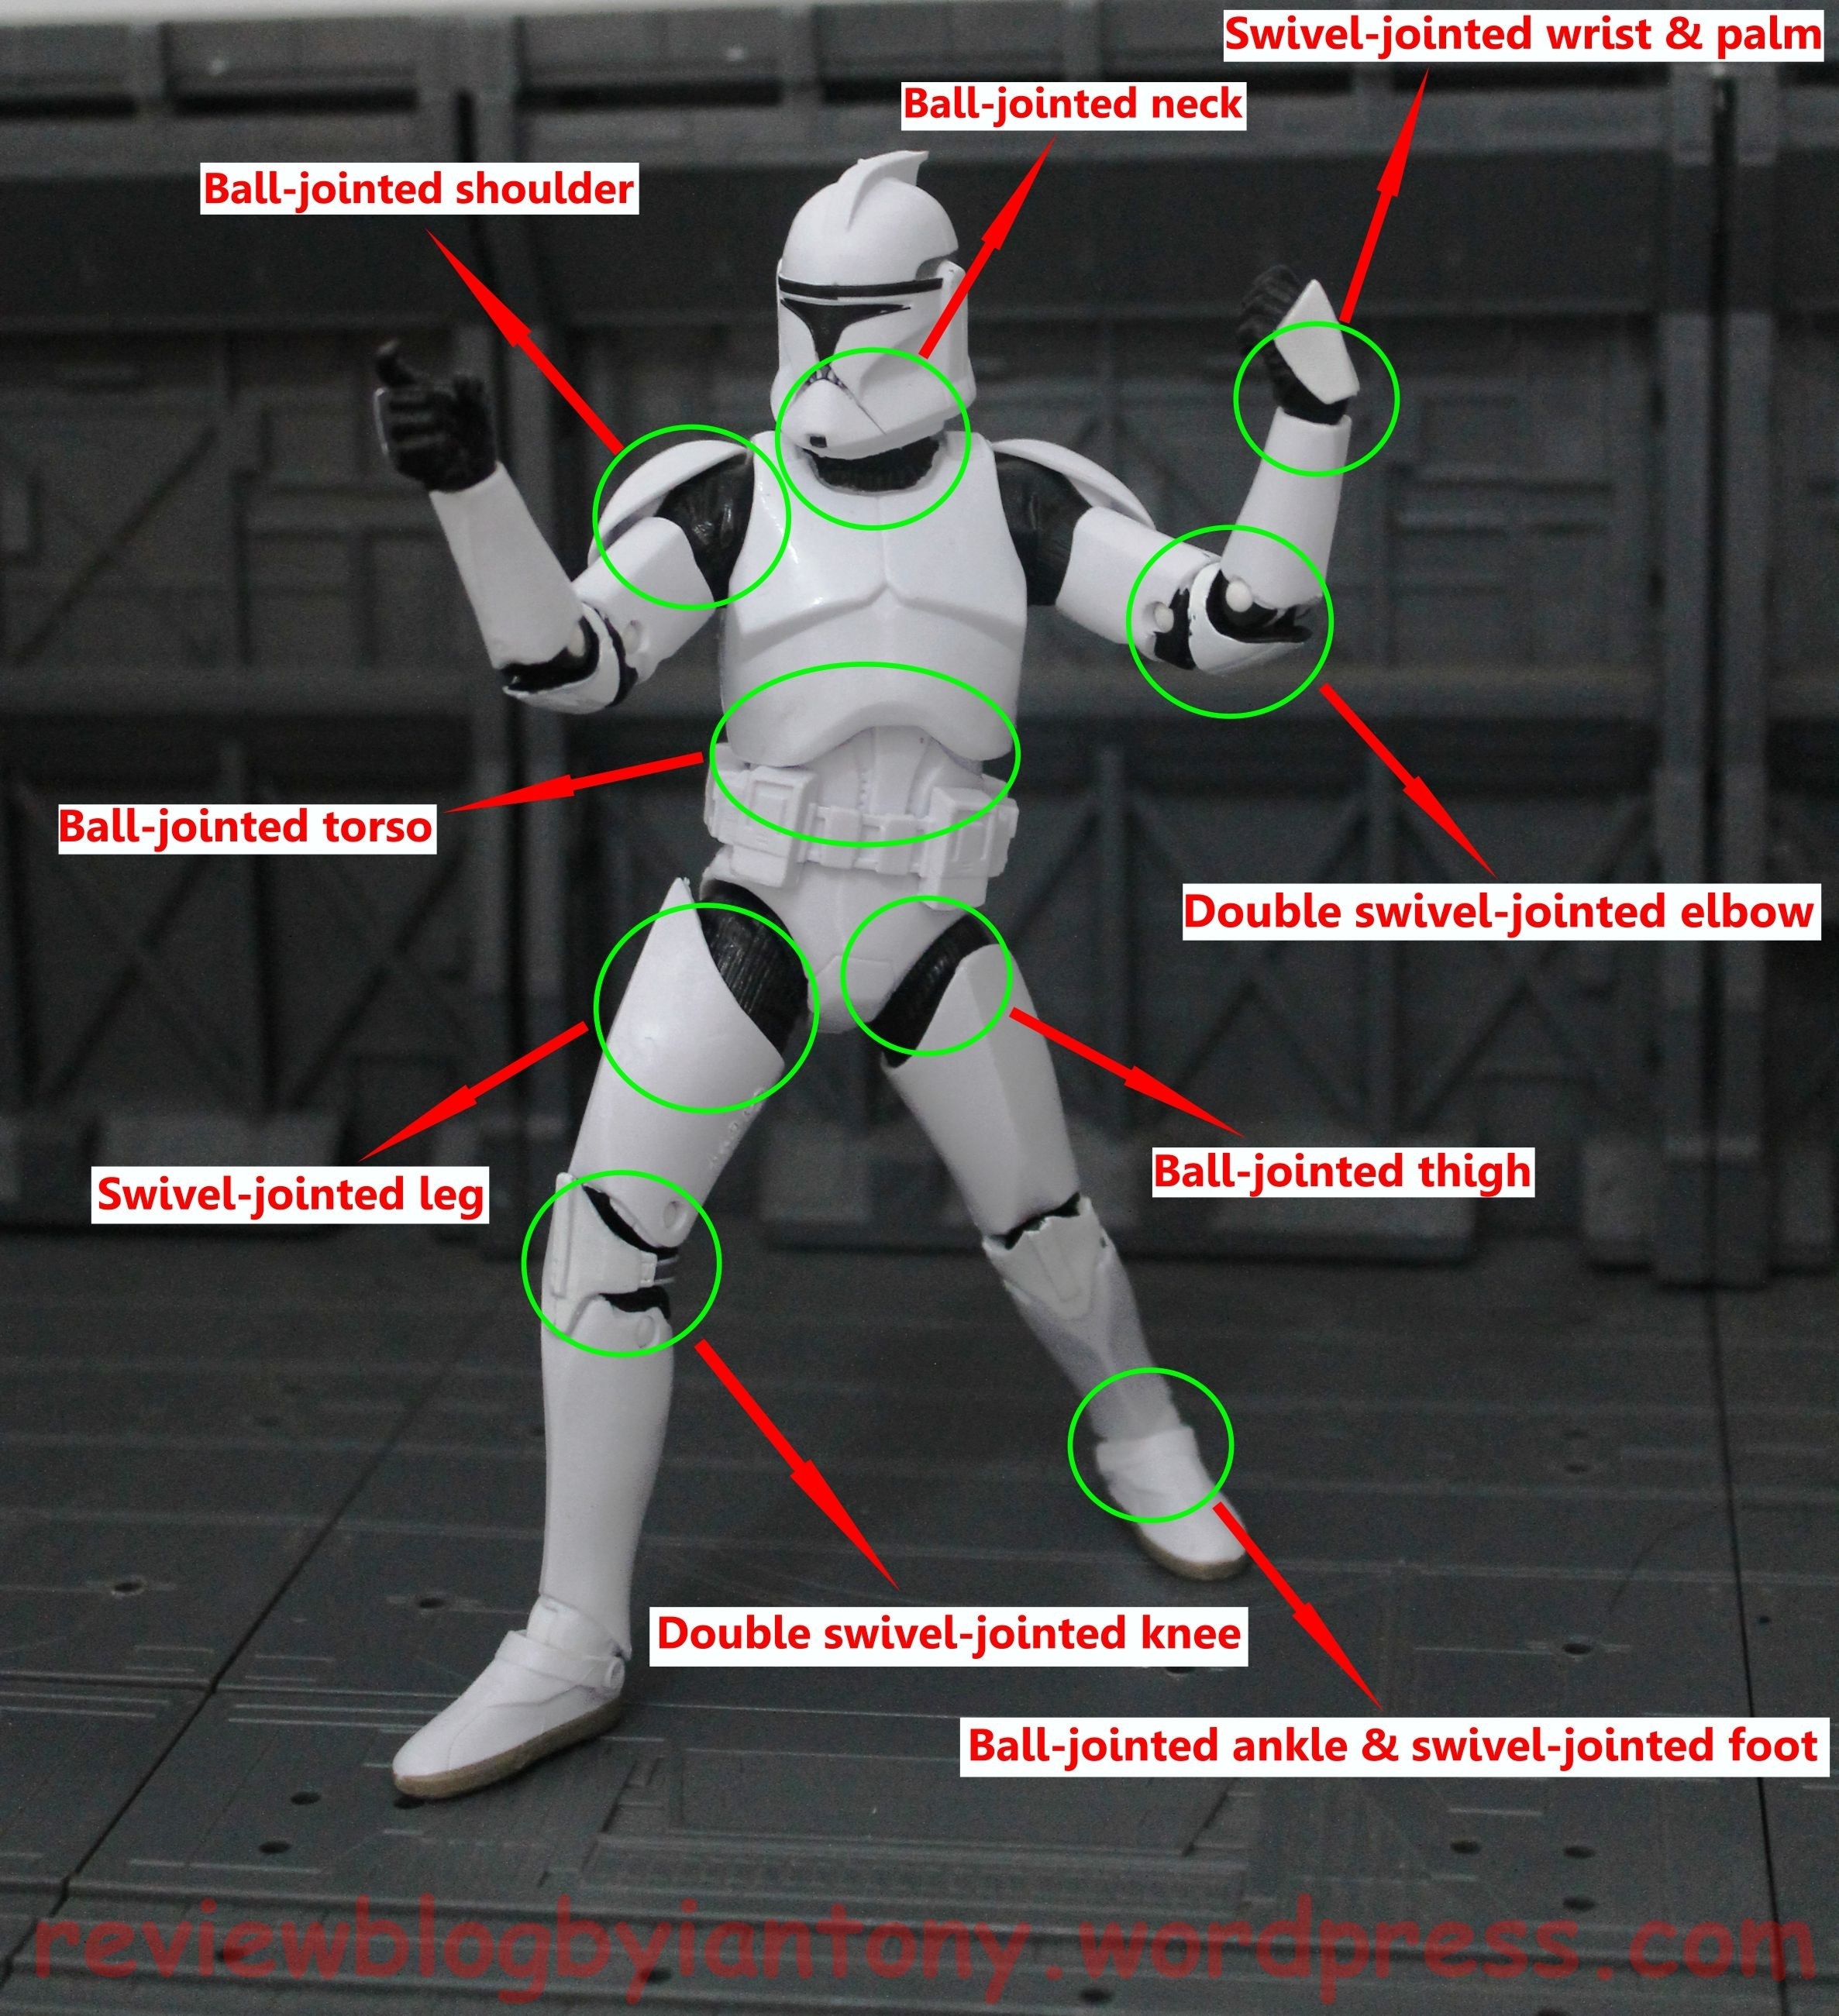 Swivel-jointed wrist & palm
Ball-jointed neck
Ball-jointed shoulder
Ball-jointed torso
Double swivel-jointed elbow
Swivel-jointed leg
Ball-jointed thigh
Double swivel-jointed knee
Ball-jointed ankle & swivel-jointed foot
reviewblogbyiantony.wordpress.com